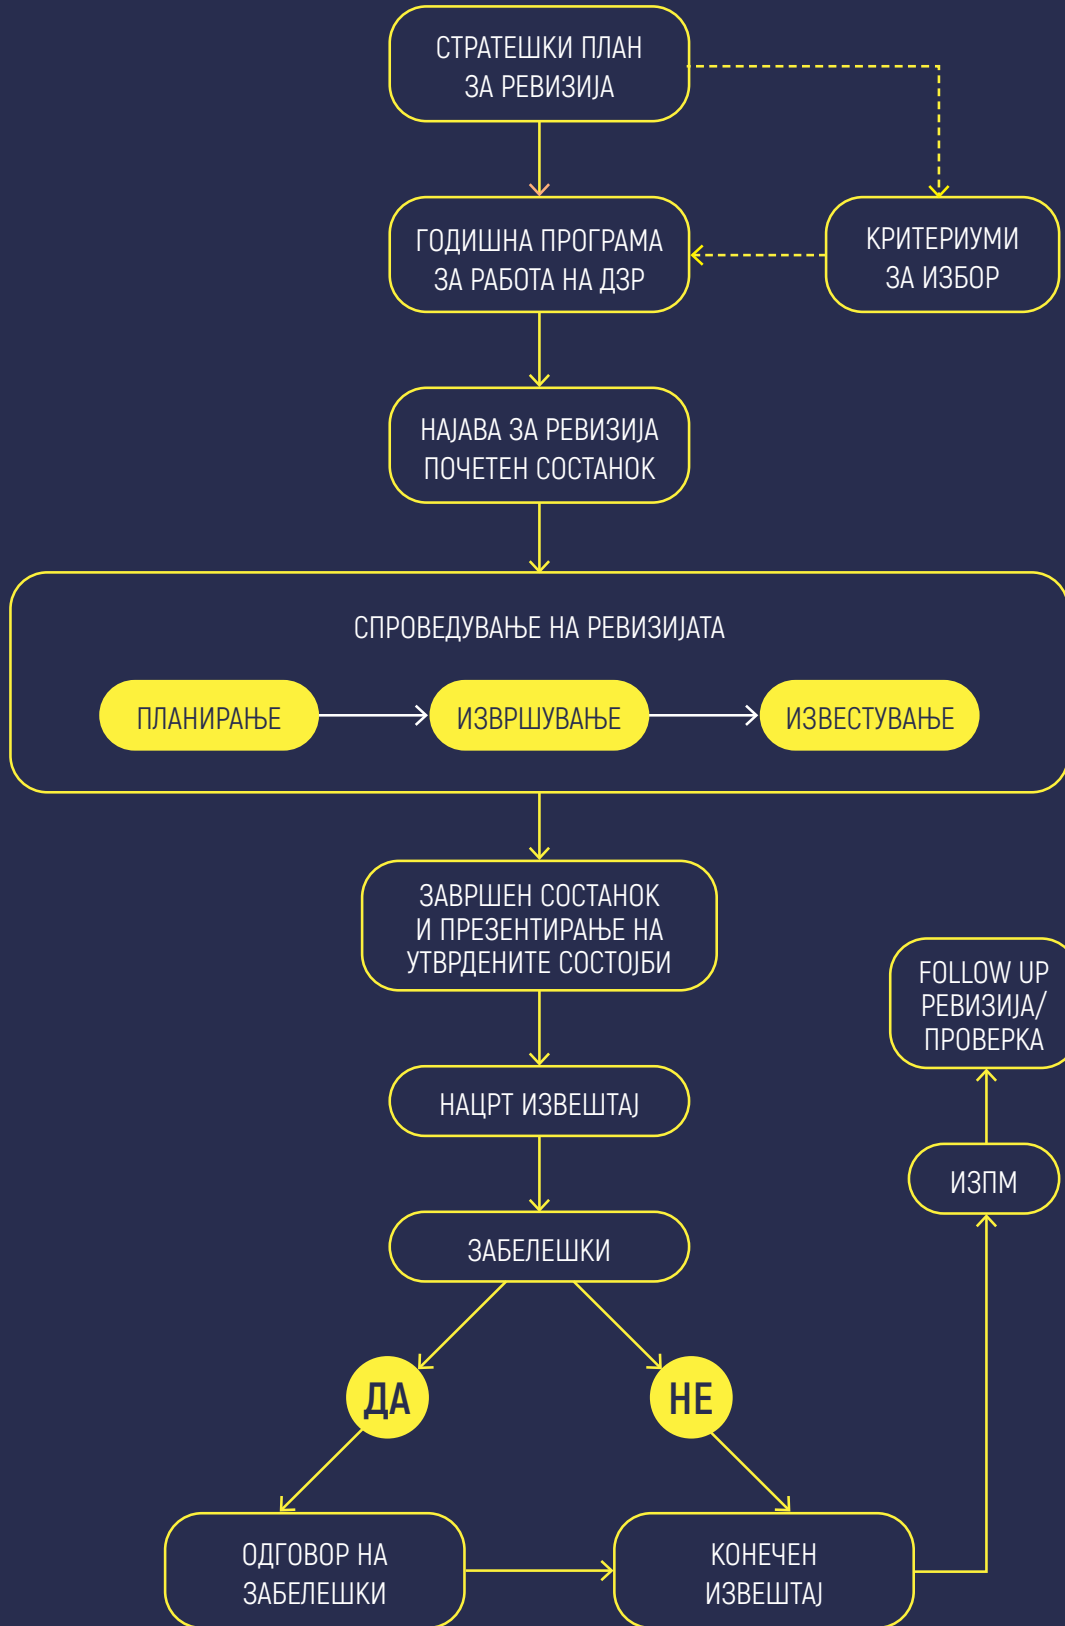 СТРАТЕШКИ ПЛАН
ЗА РЕВИЗИЈА
ГОДИШНА ПРОГРАМА
ЗА РАБОТА НА ДЗР
КРИТЕРИУМИ
ЗА ИЗБОР
НАЈАВА ЗА РЕВИЗИЈА
ПОЧЕТЕН СОСТАНОК
СПРОВЕДУВАЊЕ НА РЕВИЗИЈАТА
ПЛАНИРАЊЕ
ИЗВРШУВАЊЕ
ИЗВЕСТУВАЊЕ
ЗАВРШЕН СОСТАНОК
И ПРЕЗЕНТИРАЊЕ НА
УТВРДЕНИТЕ СОСТОЈБИ
FOLLOW UP
РЕВИЗИЈА/
ПРОВЕРКА
НАЦРТ ИЗВЕШТАЈ
ИЗПМ
ЗАБЕЛЕШКИ
ДА
НЕ
ОДГОВОР НА
ЗАБЕЛЕШКИ
КОНЕЧЕН
ИЗВЕШТАЈ